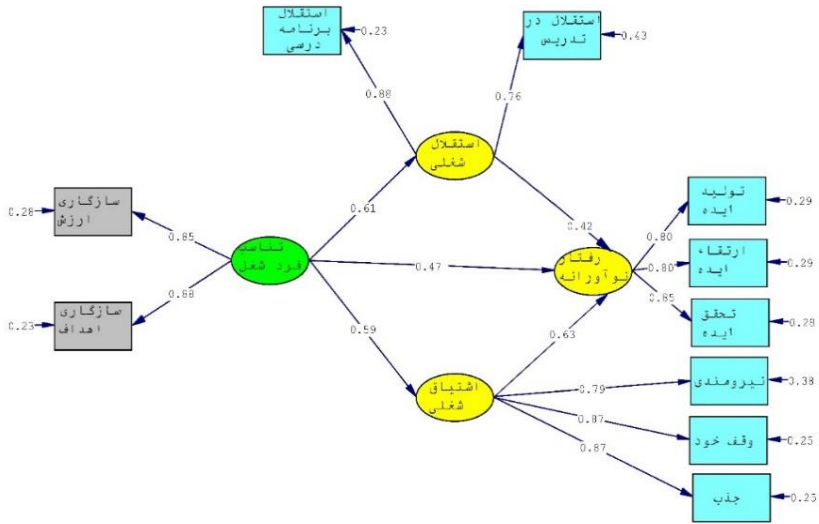 استقلال
برنامه
درسی
0.23
استقلال در
تدریس
0.43
0.88
0.76
استقلال
شغلی
سازگاری
ارزش
0.28
0.85
0.61
0.42
تولید
ایده
0.29
0.80
تناسب
فرد شغل
0.47
رفتار
نوآورانه
0.80
ارتقاء
ایده
0.29
سازگاری
اهداف
0.23
0.88
0.59
0.63
0.85
تحقق
ایده
0.28
اشتیاق
شغلی
0.79
نیرومندی
0.38
0.87
وقف خود
0.25
0.87
جذب
0.25